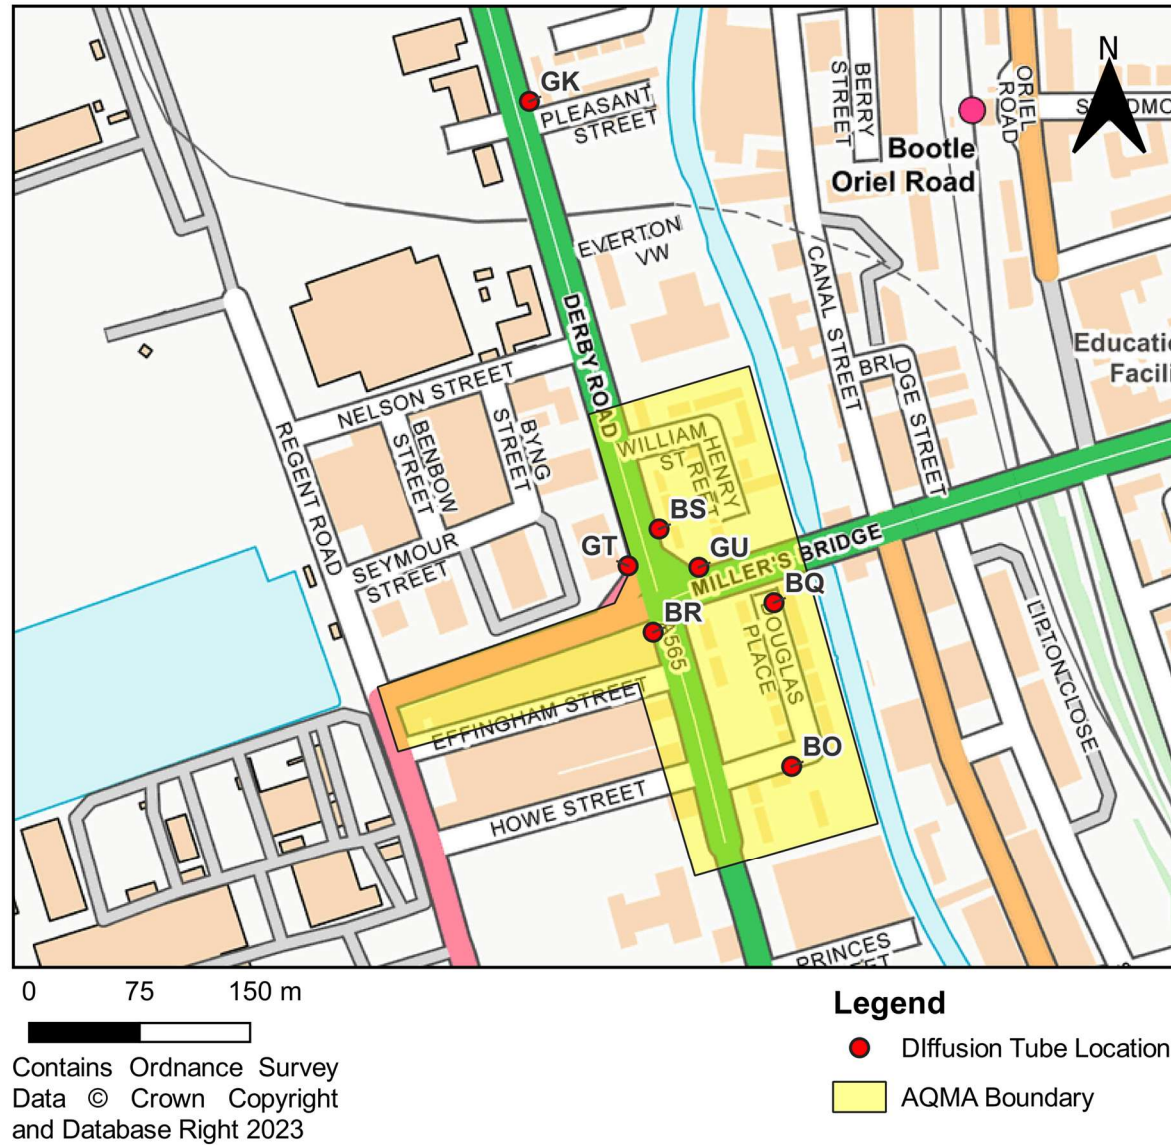 N
GK
PLEASANT
STREET
BERRY
STREET
ORIEL
ROAD
Bootle
Oriel Road
EVERTON
VW
DERBY ROAD
CANAL STREET
BRIDGE STREET
NELSON STREET
BENBOW
STREET
BYNG
STREET
REGENT ROAD
SEYMOUR
STREET
WILLIAM
HENRY
STREET
BS
GT
GU
MILLER'S BRIDGE
BQ
BR
A565
DOUGLAS
PLACE
LIPTON CLOSE
EFFINGHAM STREET
BO
HOWE STREET
PRINCES
0 75 150 m
Contains Ordnance Survey
Data © Crown Copyright
and Database Right 2023
Legend
DIffusion Tube Location
AQMA Boundary